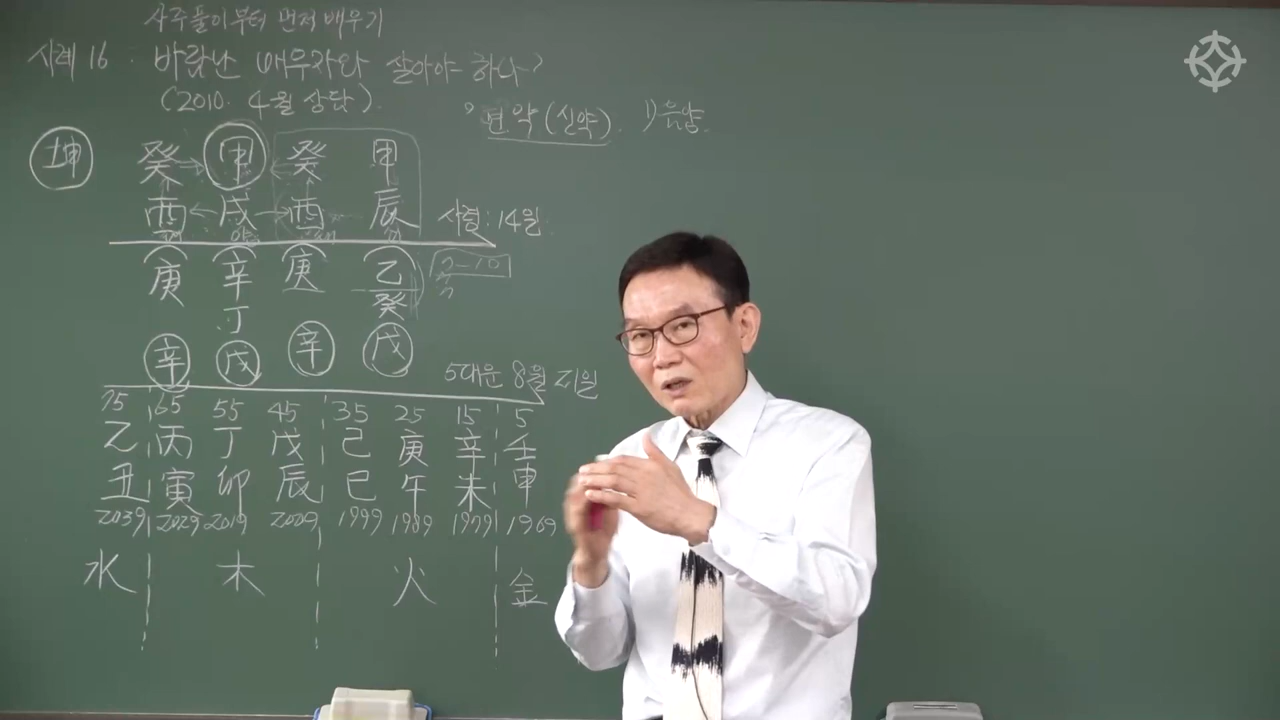 사주풀이부터 먼저 배우기
사례 16 : 바람난 배우자와 살아야 하나?
(2010. 4월 상담)
편약(신약). 1)음양.
坤 癸 甲 癸 甲
酉 戌 酉 辰 사령: 14일
庚 辛 庚 乙
丁 癸
辛 戊 辛 戊
5대운 8월 지원
75 65 55 45 35 25 15 5
乙 丙 丁 戊 己 庚 辛 壬
丑 寅 卯 辰 巳 午 未 申
2039 2029 2019 2009 1999 1989 1979 1969
水 木 火 金